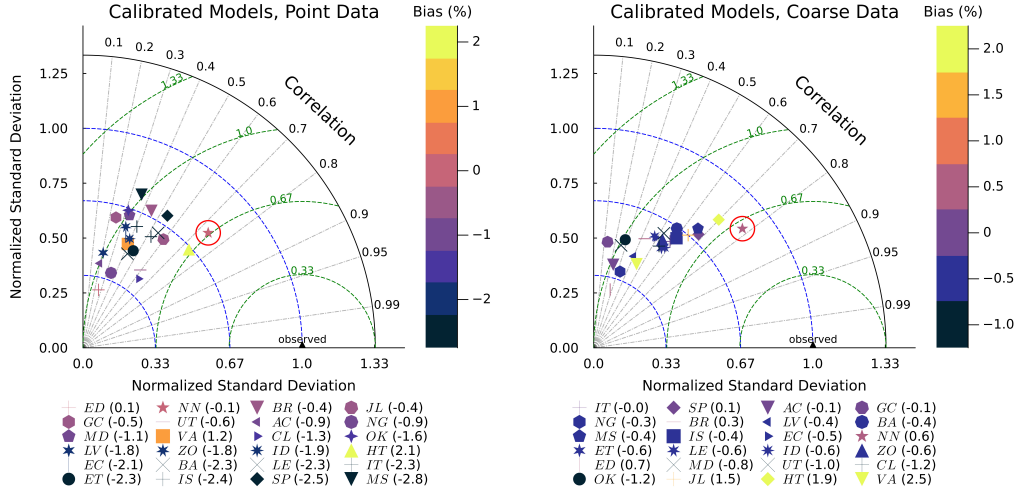 Calibrated Models, Point Data
Bias (%)
Normalized Standard Deviation
1.25
1.00
0.75
0.50
0.25
0.00
0.0
0.33
0.67
1.0
1.33
Normalized Standard Deviation
0.1
0.2
0.3
0.4
0.5
0.6
0.7
0.8
0.9
0.95
0.99
Correlation
1.33
1.0
0.67
0.33
observed
2
1
0
−1
−2
ED (0.1) NN (-0.1) BR (-0.4) JL (-0.4)
GC (-0.5) UT (-0.6) AC (-0.9) NG (-0.9)
MD (-1.1) VA (1.2) CL (-1.3) OK (-1.6)
LV (-1.8) ZO (-1.8) ID (-1.9) HT (2.1)
EC (-2.1) BA (-2.3) LE (-2.3) IT (-2.3)
ET (-2.3) IS (-2.4) SP (-2.5) MS (-2.8)
Calibrated Models, Coarse Data
Bias (%)
1.25
1.00
0.75
0.50
0.25
0.00
0.0
0.33
0.67
1.0
1.33
Normalized Standard Deviation
0.1
0.2
0.3
0.4
0.5
0.6
0.7
0.8
0.9
0.95
0.99
Correlation
1.33
1.0
0.67
0.33
observed
2.0
1.5
1.0
0.5
0
−0.5
−1.0
IT (-0.0) SP (0.1) AC (-0.1) GC (-0.1)
NG (-0.3) BR (0.3) LV (-0.4) BA (-0.4)
MS (-0.4) IS (-0.4) EC (-0.5) NN (0.6)
ET (-0.6) LE (-0.6) ID (-0.6) ZO (-0.6)
ED (0.7) MD (-0.8) UT (-1.0) CL (-1.2)
OK (-1.2) JL (1.5) HT (1.9) VA (2.5)